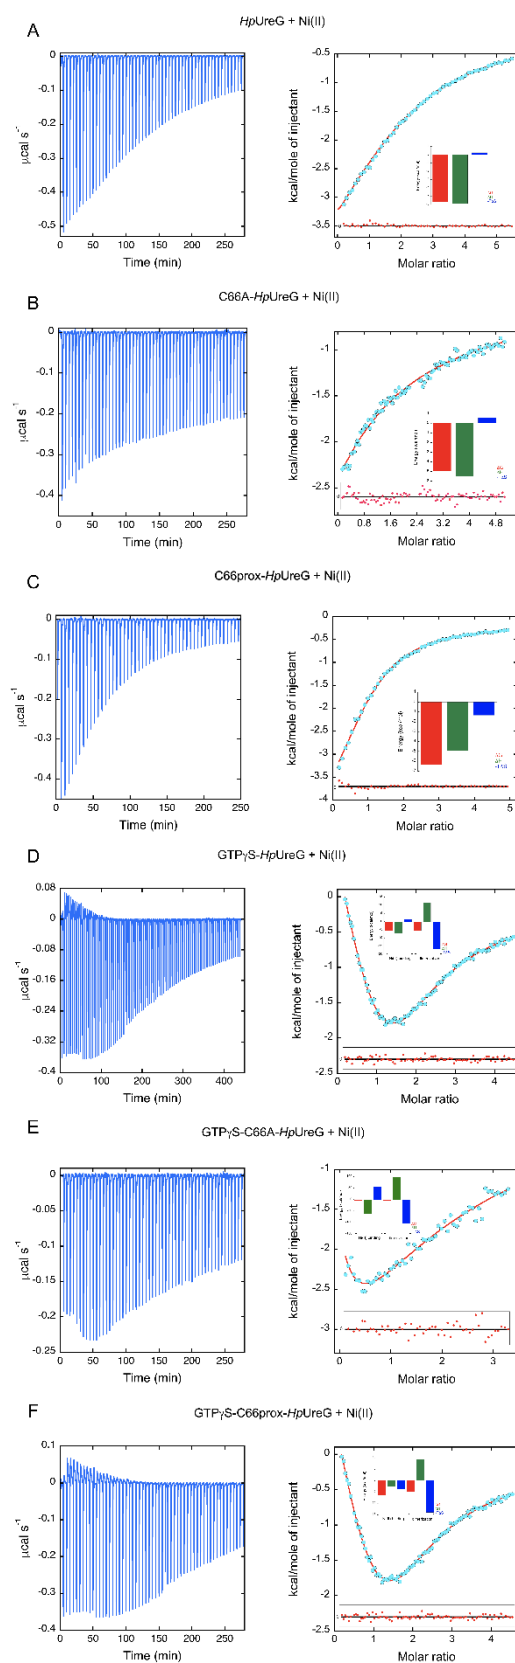 A
HpUreG + Ni(II)
0
-0.1
-0.2
-0.3
-0.4
-0.5
µcal s⁻¹
0 50 100 150 200 250
Time (min)
-0.5
-1
-1.5
-2
-2.5
-3
-3.5
kcal/mole of injectant
0 1 2 3 4 5
Molar ratio
B
C66A-HpUreG + Ni(II)
0
-0.1
-0.2
-0.3
-0.4
µcal s⁻¹
0 50 100 150 200 250
Time (min)
-1
-1.5
-2
-2.5
kcal/mole of injectant
0 0.8 1.6 2.4 3.2 4 4.8
Molar ratio
C
C66prox-HpUreG + Ni(II)
0
-0.1
-0.2
-0.3
-0.4
µcal s⁻¹
0 50 100 150 200 250
Time (min)
0
-0.5
-1
-1.5
-2
-2.5
-3
-3.5
-4
kcal/mole of injectant
Energy (kcal/mol)
0 1 2 3 4 5
Molar ratio
D
GTPγS-HpUreG + Ni(II)
0.08
0
-0.08
-0.16
-0.24
-0.32
-0.4
µcal s⁻¹
0 100 200 300 400
Time (min)
0
-0.5
-1
-1.5
-2
-2.5
kcal/mole of injectant
0 1 2 3 4
Molar ratio
E
GTPγS-C66A-HpUreG + Ni(II)
0
-0.05
-0.1
-0.15
-0.2
-0.25
µcal s⁻¹
0 50 100 150 200 250
Time (min)
-1
-1.5
-2
-2.5
-3
kcal/mole of injectant
0 1 2 3
Molar ratio
F
GTPγS-C66prox-HpUreG + Ni(II)
0.1
0
-0.1
-0.2
-0.3
-0.4
µcal s⁻¹
0 50 100 150 200 250
Time (min)
0
-0.5
-1
-1.5
-2
-2.5
kcal/mole of injectant
0 1 2 3 4
Molar ratio